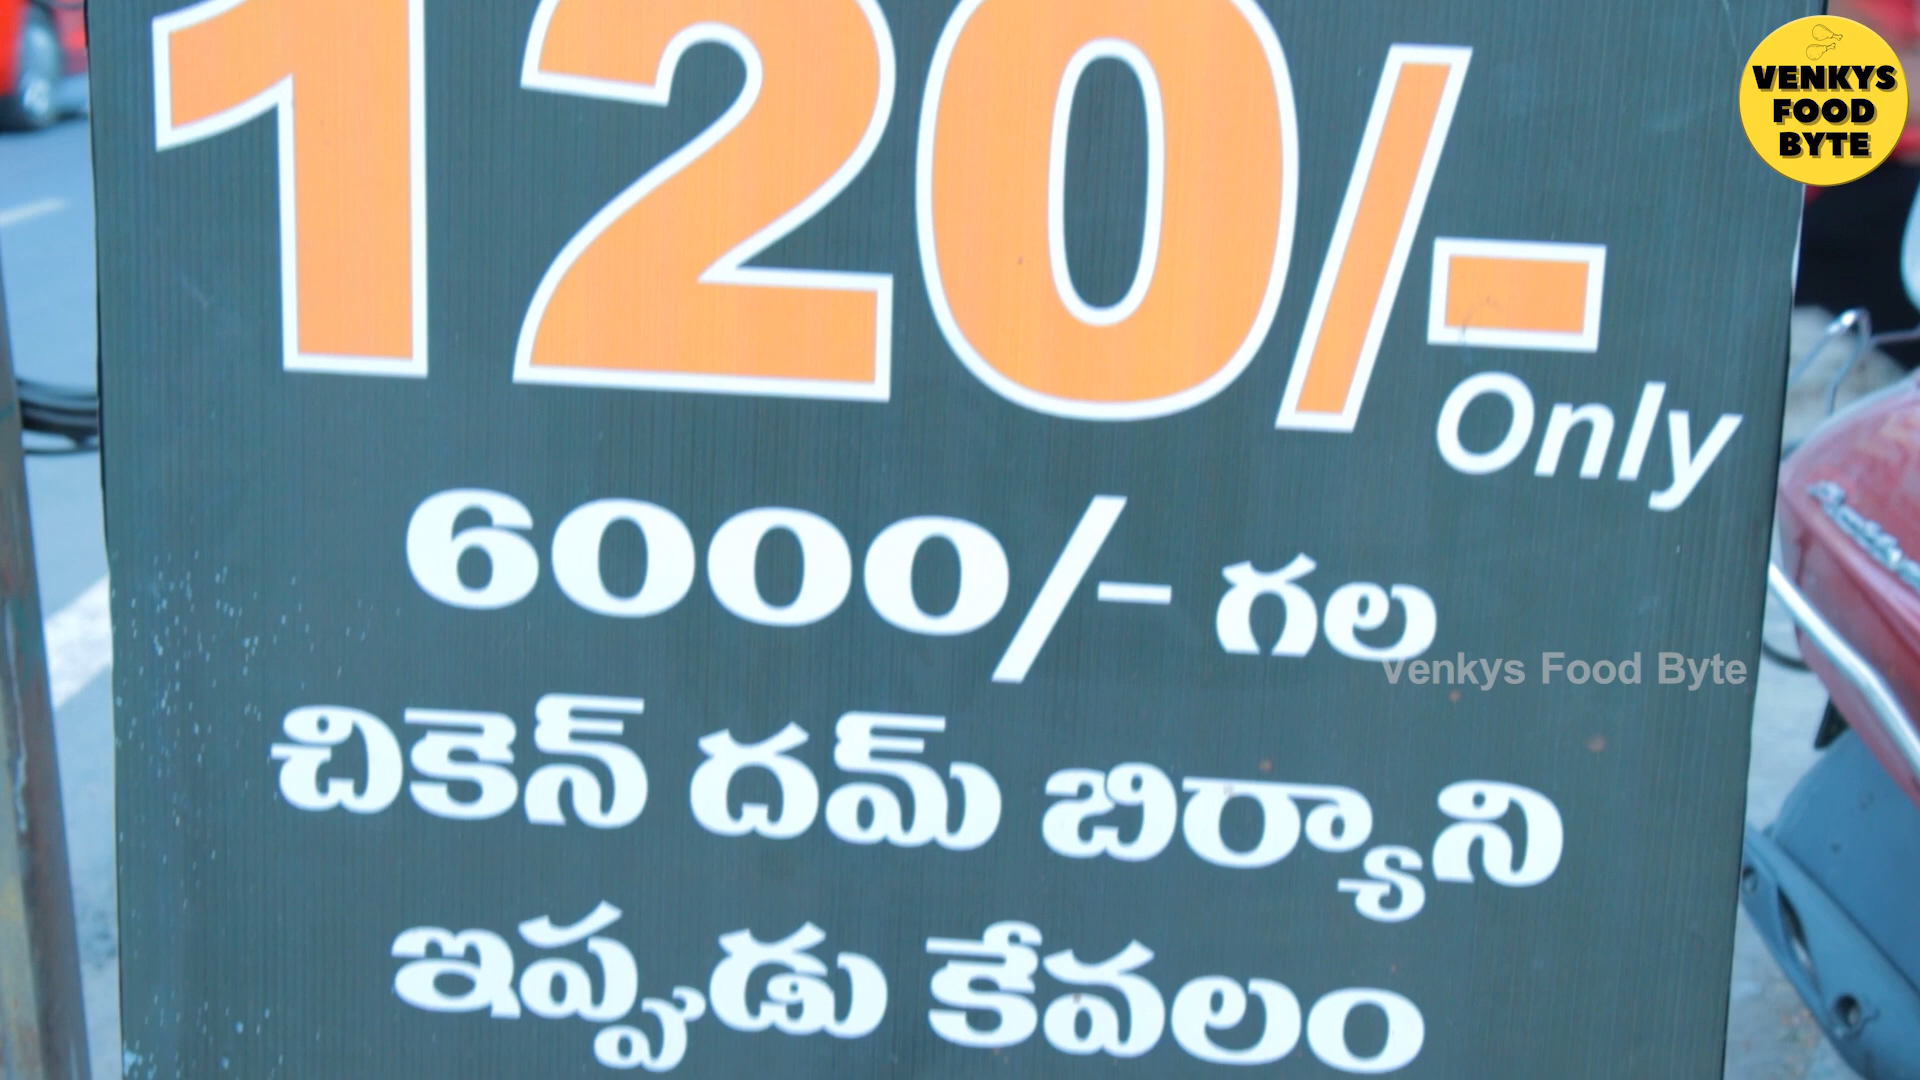 120/-
Only
6000/- గల
చికెన్ దమ్ బిర్యాని
ఇప్పుడు కేవలం
VENKYS
FOOD
BYTE
Venkys Food Byte